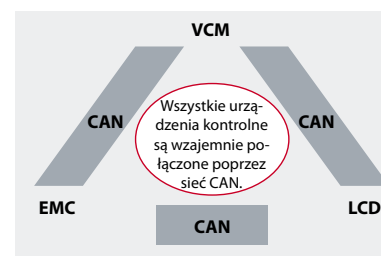 VCM
CAN
Wszystkie urzą-
dzenia kontrolne
są wzajemnie po-
łączone poprzez
sieć CAN.
CAN
EMC
CAN
LCD